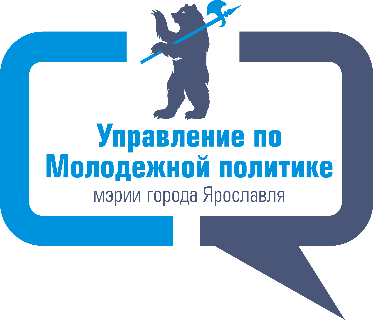 Управление по
Молодежной политике
мэрии города Ярославля